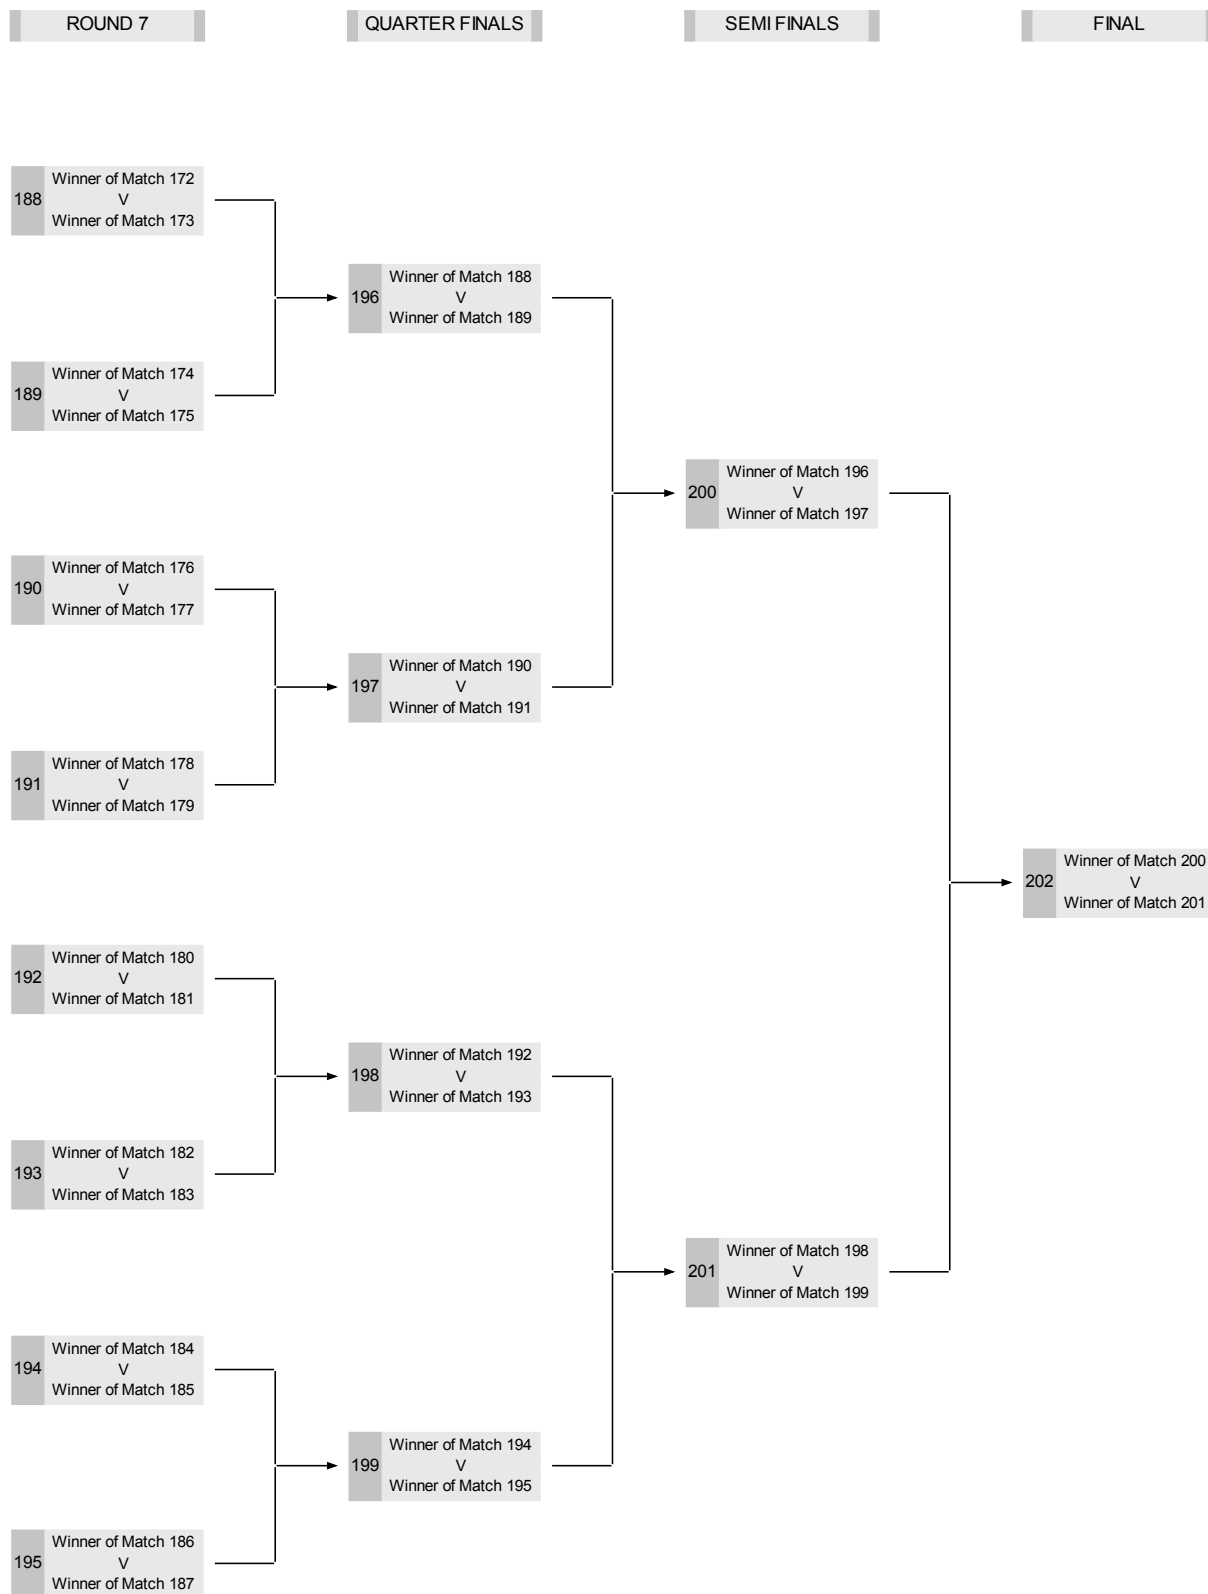 ROUND 7
QUARTER FINALS
SEMI FINALS
FINAL
188
Winner of Match 172
V
Winner of Match 173
189
Winner of Match 174
V
Winner of Match 175
190
Winner of Match 176
V
Winner of Match 177
191
Winner of Match 178
V
Winner of Match 179
192
Winner of Match 180
V
Winner of Match 181
193
Winner of Match 182
V
Winner of Match 183
194
Winner of Match 184
V
Winner of Match 185
195
Winner of Match 186
V
Winner of Match 187
196
Winner of Match 188
V
Winner of Match 189
197
Winner of Match 190
V
Winner of Match 191
198
Winner of Match 192
V
Winner of Match 193
199
Winner of Match 194
V
Winner of Match 195
200
Winner of Match 196
V
Winner of Match 197
201
Winner of Match 198
V
Winner of Match 199
202
Winner of Match 200
V
Winner of Match 201